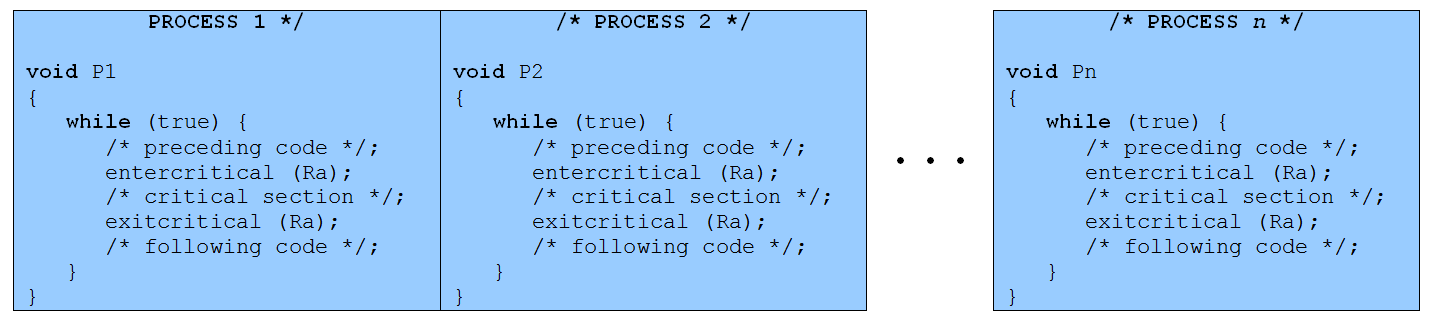 PROCESS 1 */
void P1
{
while (true) {
/* preceding code */;
entercritical (Ra);
/* critical section */;
exitcritical (Ra);
/* following code */;
}
}
/* PROCESS 2 */
void P2
{
while (true) {
/* preceding code */;
entercritical (Ra);
/* critical section */;
exitcritical (Ra);
/* following code */;
}
}
• • •
/* PROCESS n */
void Pn
{
while (true) {
/* preceding code */;
entercritical (Ra);
/* critical section */;
exitcritical (Ra);
/* following code */;
}
}